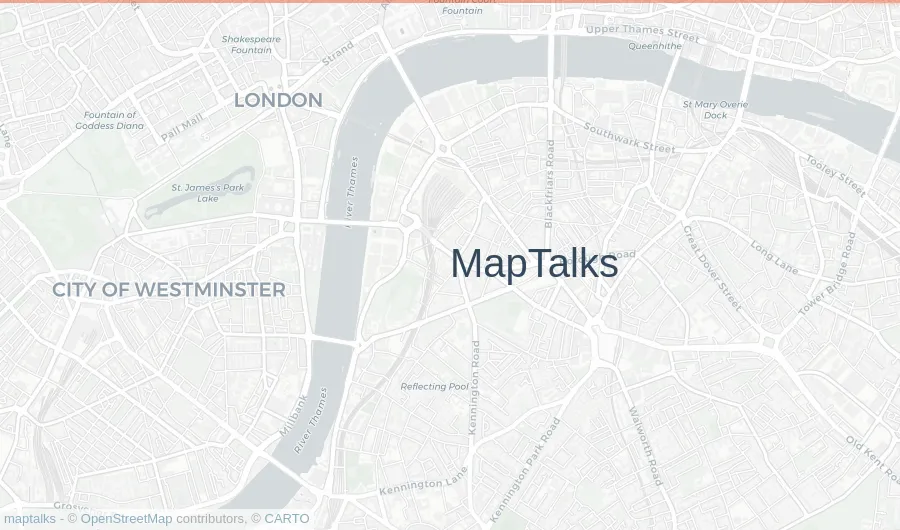 Fountain Court
Fountain
Upper Thames Street
Queenhithe
Shakespeare
Fountain
Strand
LONDON
Fountain of
Goddess Diana
Pall Mall
St Mary Overie
Dock
Southwark Street
Blackfriars Road
Tooley Street
St. James's Park
Lake
River Thames
Lane
MapTalks
Road
Great Dover Street
Long Lane
Tower Bridge Road
CITY OF WESTMINSTER
Reflecting Pool
Kennington Road
Millbank
River Thames
Walworth Road
Kennington Park Road
Old Kent Road
Kennington Lane
maptalks - © OpenStreetMap contributors, © CARTO